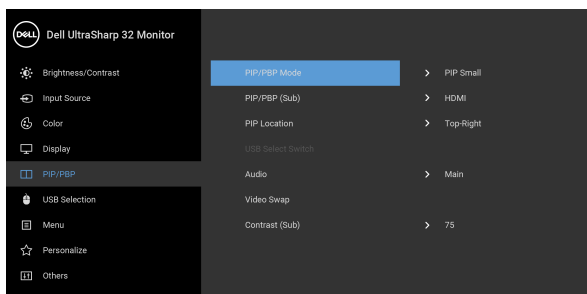 DELL Dell UltraSharp 32 Monitor
Brightness/Contrast
Input Source
Color
Display
PIP/PBP
USB Selection
Menu
Personalize
Others
PIP/PBP Mode > PIP Small
PIP/PBP (Sub) > HDMI
PIP Location > Top-Right
USB Select Switch
Audio > Main
Video Swap
Contrast (Sub) > 75